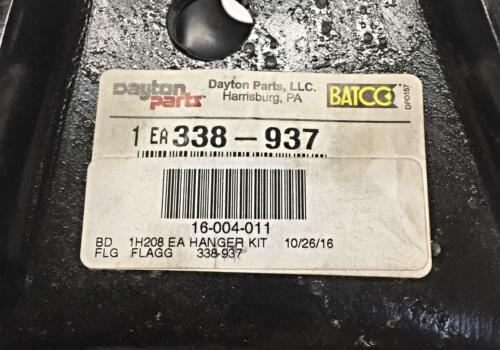 Dayton Parts
Dayton Parts, LLC.
Harrisburg, PA
BATCO
DP0157
1 EA 338-937
16-004-011
BD 1H208 EA HANGER KIT 10/26/16
FLG FLAGG 338-937